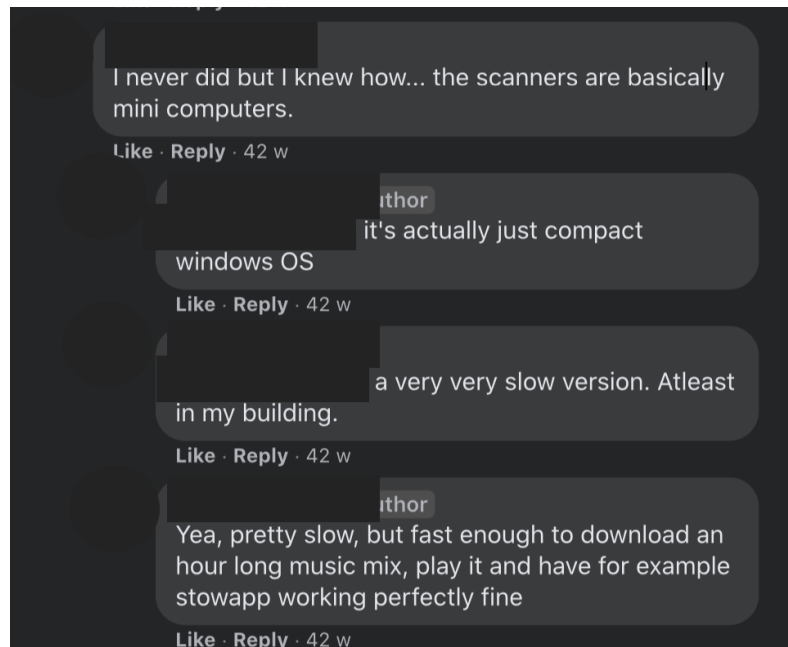 I never did but I knew how... the scanners are basically
mini computers.
Like · Reply · 42 w
it's actually just compact
windows OS
Like · Reply · 42 w
a very very slow version. Atleast
in my building.
Like · Reply · 42 w
Yea, pretty slow, but fast enough to download an
hour long music mix, play it and have for example
stowapp working perfectly fine
Like · Reply · 42 w